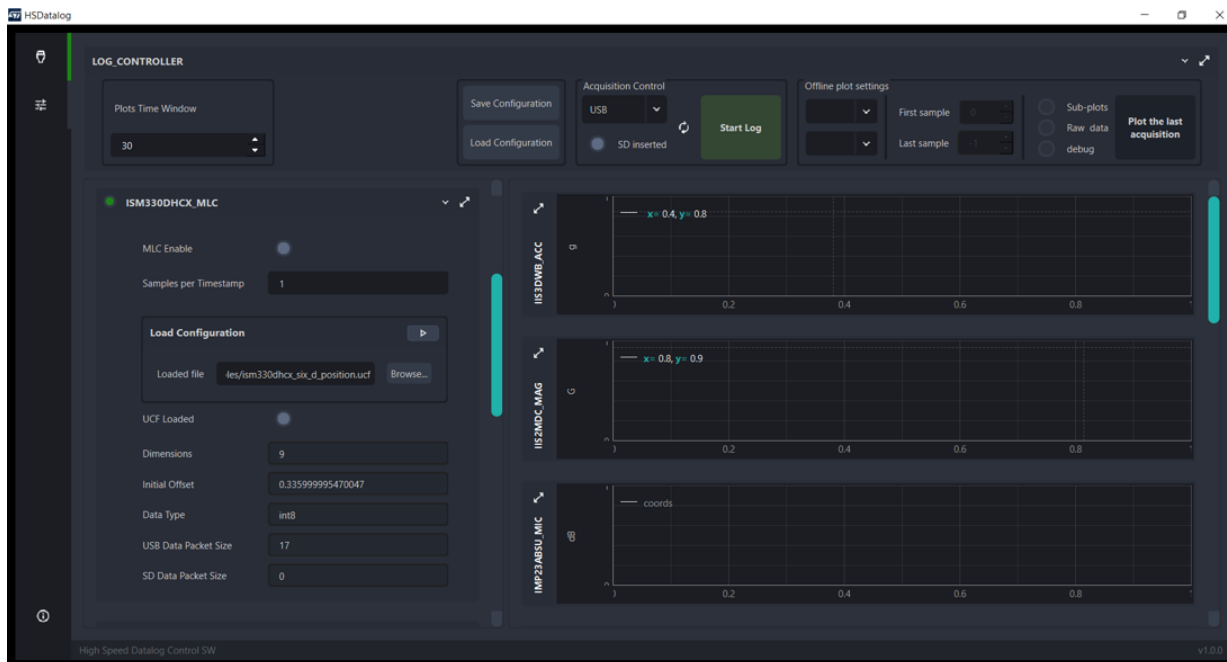 HSDatalog
LOG_CONTROLLER
Plots Time Window
30
Save Configuration
Load Configuration
Acquisition Control
USB
SD inserted
Start Log
Offline plot settings
First sample 0
Last sample -1
Sub-plots
Raw data
debug
Plot the last
acquisition
ISM330DHCX_MLC
MLC Enable
Samples per Timestamp 1
Load Configuration
Loaded file les/ism330dhcx_six_d_position.ucf Browse...
UCF Loaded
Dimensions 9
Initial Offset 0.335999995470047
Data Type int8
USB Data Packet Size 17
SD Data Packet Size 0
IIS3DWB_ACC
g
x= 0.4, y= 0.8
0.2 0.4 0.6 0.8
IIS2MDC_MAG
G
x= 0.8, y= 0.9
0.2 0.4 0.6 0.8
IMP23ABSU_MIC
dB
coords
0.2 0.4 0.6 0.8
High Speed Datalog Control SW
v1.0.0